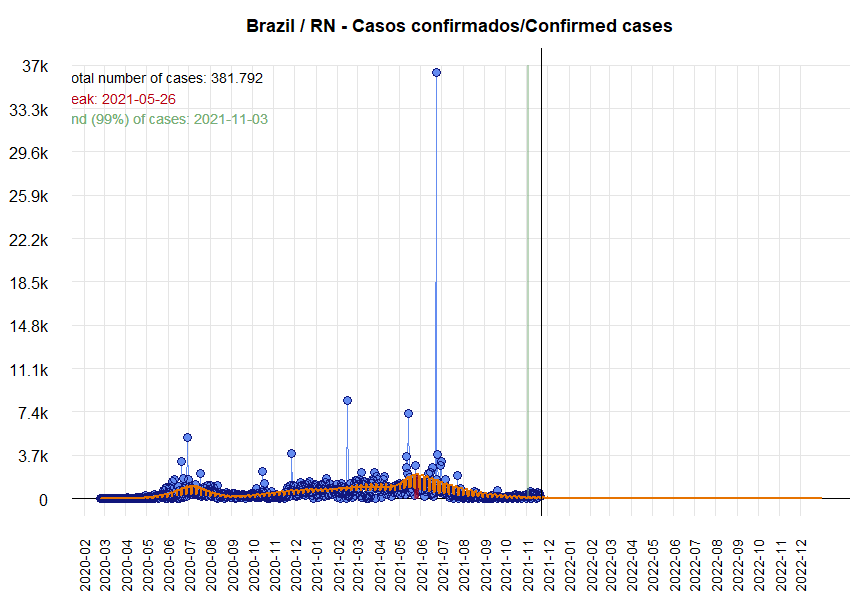 Brazil / RN - Casos confirmados/Confirmed cases
37k
otal number of cases: 381.792
eak: 2021-05-26
nd (99%) of cases: 2021-11-03
33.3k
29.6k
25.9k
22.2k
18.5k
14.8k
11.1k
7.4k
3.7k
0
2020-02
2020-03
2020-04
2020-05
2020-06
2020-07
2020-08
2020-09
2020-10
2020-11
2020-12
2021-01
2021-02
2021-03
2021-04
2021-05
2021-06
2021-07
2021-08
2021-09
2021-10
2021-11
2021-12
2022-01
2022-02
2022-03
2022-04
2022-05
2022-06
2022-07
2022-08
2022-09
2022-10
2022-11
2022-12